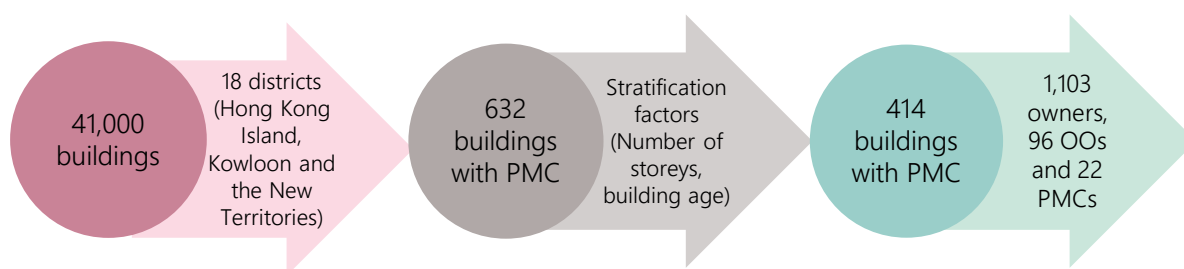 41,000
buildings
18 districts
(Hong Kong
Island,
Kowloon and
the New
Territories)
632
buildings
with PMC
Stratification
factors
(Number of
storeys,
building age)
414
buildings
with PMC
1,103
owners,
96 OOs
and 22
PMCs